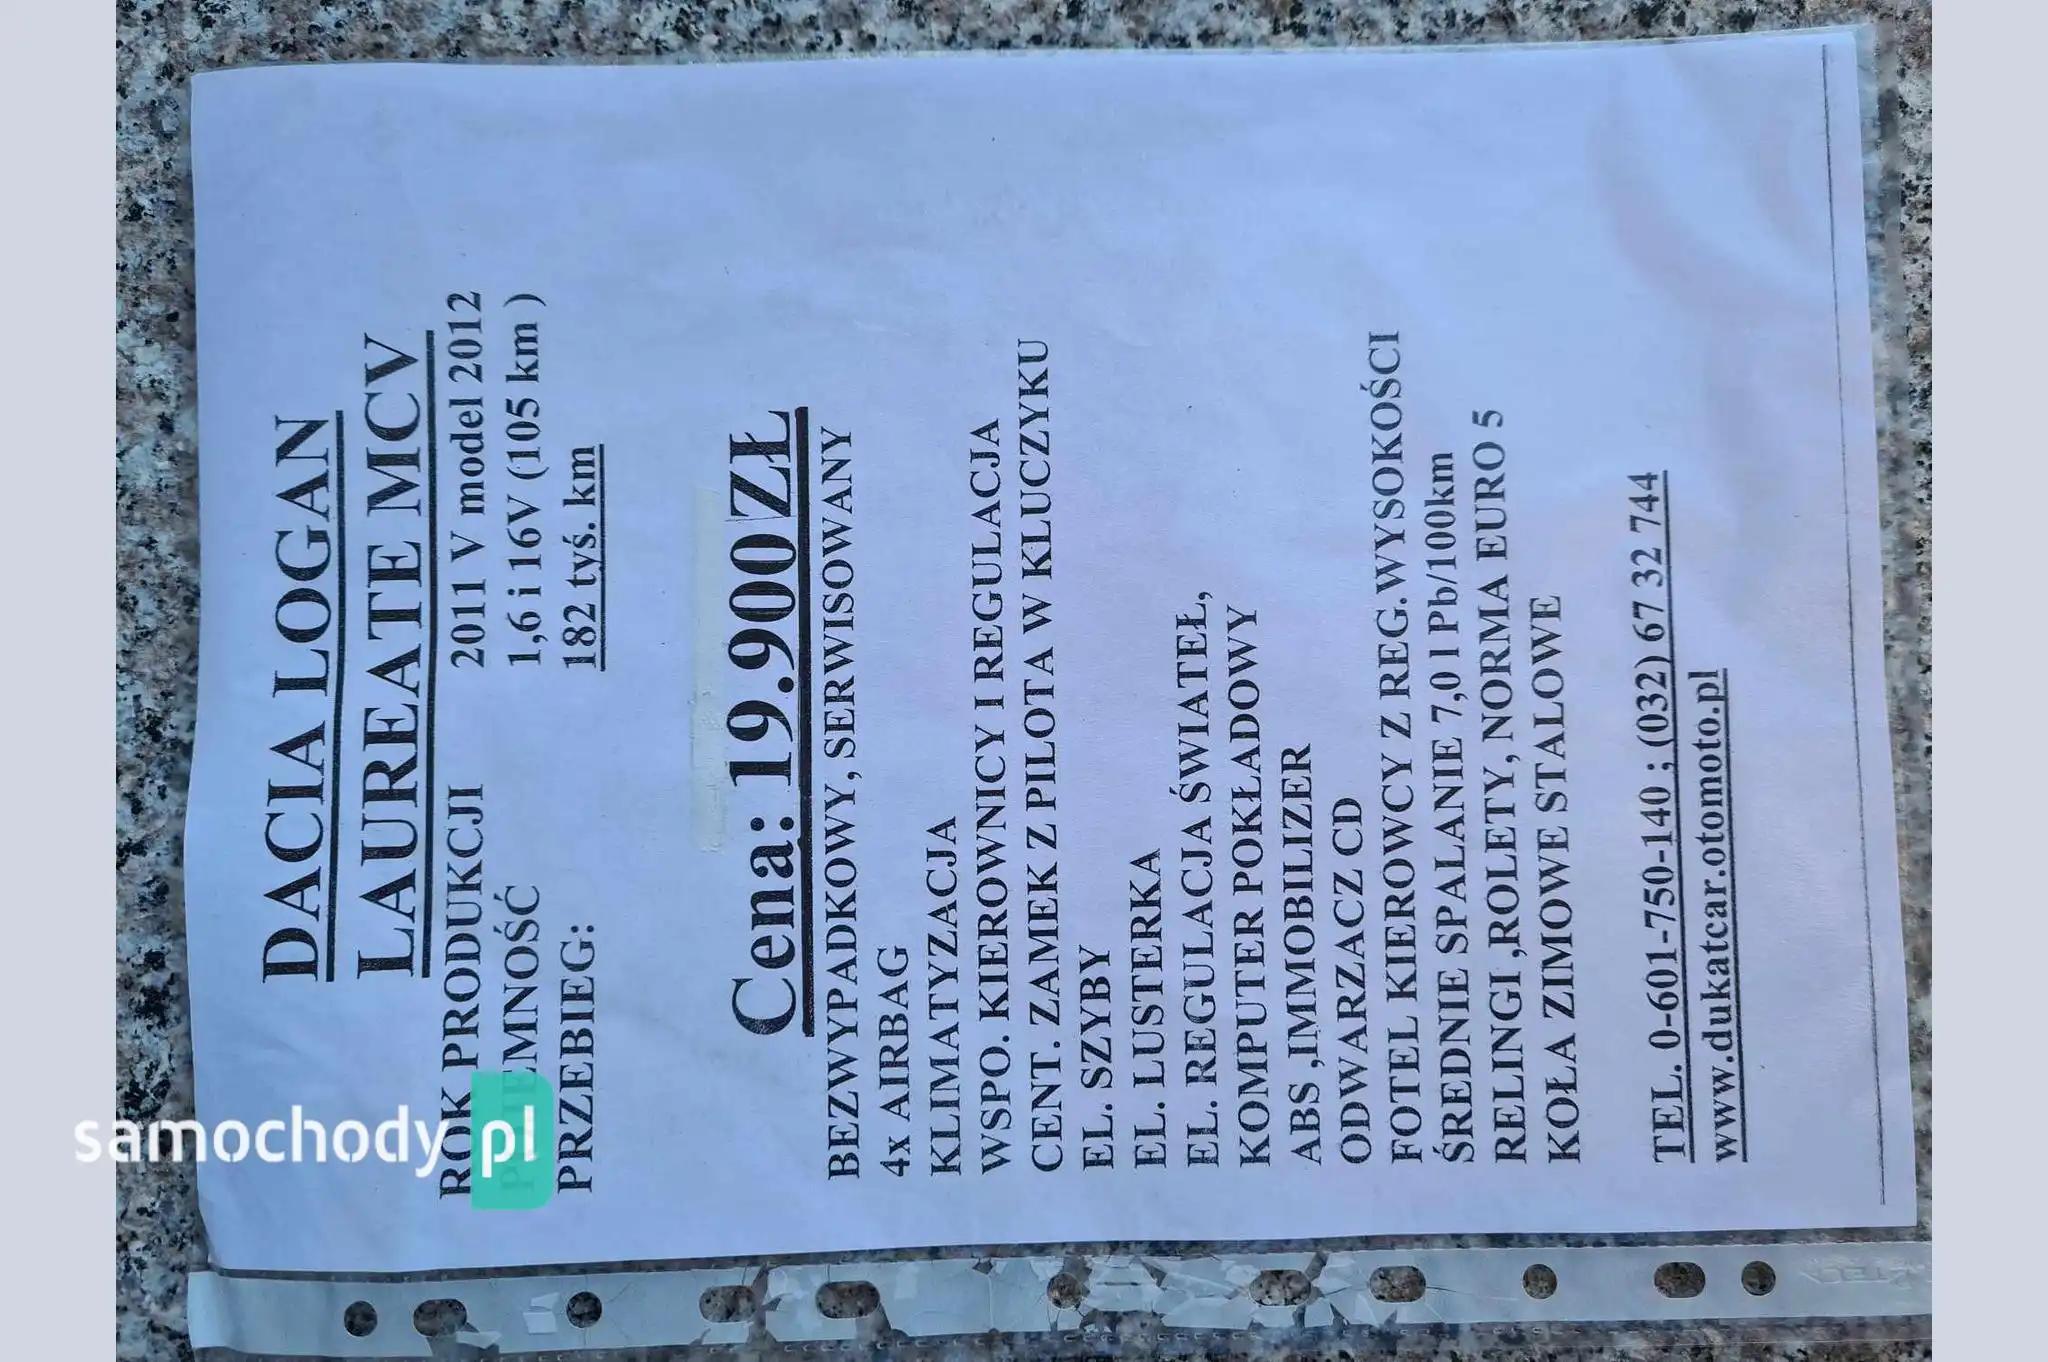 DACIA LOGAN
LAUREATE MCV
ROK PRODUKCJI 2011 V model 2012
1,6 i 16V (105 km )
PRZEBIEG: 182 tyś. km
Cena: 19.900 ZŁ
BEZWYPADKOWY, SERWISOWANY
4x AIRBAG
KLIMATYZACJA
WSPO. KIEROWNICY I REGULACJA
CENT. ZAMEK Z PILOTA W KLUCZYKU
EL. SZYBY
EL. LUSTERKA
EL. REGULACJA ŚWIATEŁ,
KOMPUTER POKŁADOWY
ABS ,IMMOBILIZER
ODWARZACZ CD
FOTEL KIEROWCY Z REG.WYSOKOŚCI
ŚREDNIE SPALANIE 7,0 l Pb/100km
RELINGI ,ROLETY, NORMA EURO 5
KOŁA ZIMOWE STALOWE
TEL. 0-601-750-140 ; (032) 67 32 744
www.dukatcar.otomoto.pl
samochody.pl